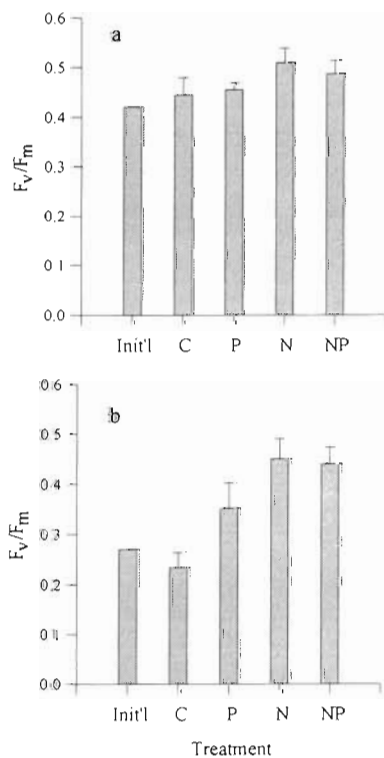 a
Fv/Fm
0.6
0.5
0.4
0.3
0.2
0 1
0.0
Init'l C P N NP
b
Fv/Fm
0.6
0 5
0.4
0.3
0.2
0 1
0 0
Init'l C P N NP
Treatment